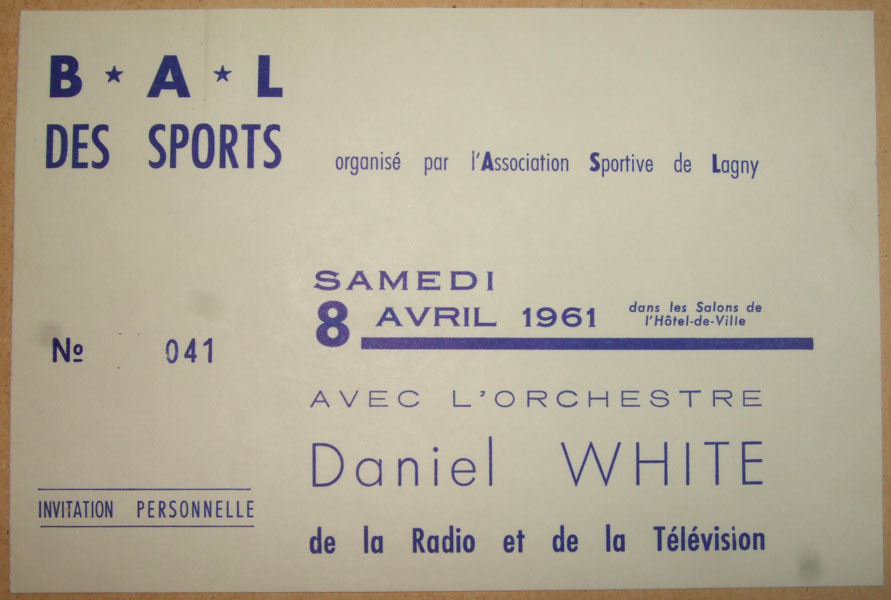 B ★ A ★ L
DES SPORTS
organisé par l'Association Sportive de Lagny
SAMEDI
8 AVRIL 1961
dans les Salons de
l'Hôtel-de-Ville
Nº 041
AVEC L'ORCHESTRE
Daniel WHITE
INVITATION PERSONNELLE
de la Radio et de la Télévision